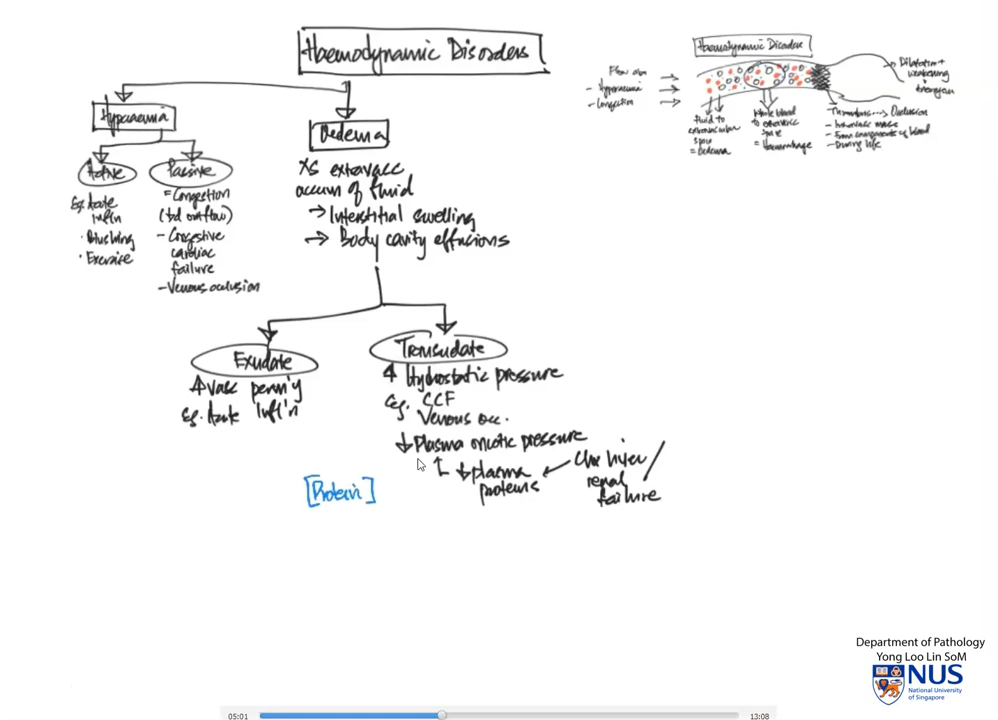 Haemodynamic Disorders
Hyperaemia
Active
Eg. Acute
Infl'n
· Blushing
· Exercise
Passive
= Congestion
(↓d outflow)
- Congestive
cardiac
failure
- Venous occlusion
Oedema
XS extravasc
accum of fluid
→ Interstitial swelling
→ Body cavity effusions
Exudate
↑ Vasc perm'y
Eg. Acute Infl'n
Transudate
↑ Hydrostatic pressure
Eg. CCF
Venous occ.
↓ Plasma oncotic pressure
↓ plasma
proteins
Chr liver /
renal
failure
[Protein]
Haemodynamic Disorders
Flow abn
- Hyperaemia
- Congestion
Fluid to
extravascular
space
= Oedema
Whole blood
to extravasc
space
= Haemorrhage
Thrombus ---> Occlusion
- Intravasc mass
- From components of blood
- During life
Dilatation +
weakening
Department of Pathology
Yong Loo Lin SoM
NUS
National University
of Singapore
05:01
13:08